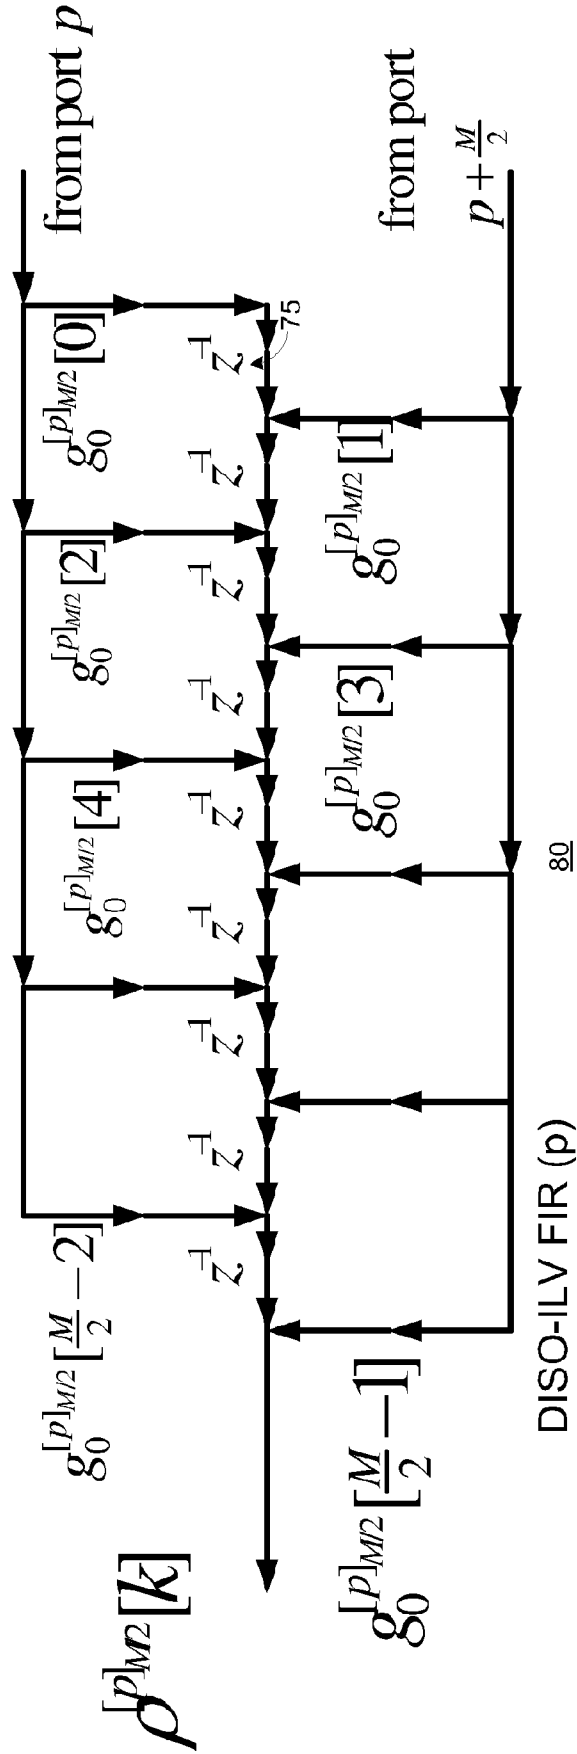 from port p
ρ^{[p]_{M2}}[k]
g_0^{[p]_{M/2}}[M/2−2]
g_0^{[p]_{M/2}}[4]
g_0^{[p]_{M/2}}[2]
g_0^{[p]_{M/2}}[0]
z^{-1}
z^{-1}
z^{-1}
z^{-1}
z^{-1}
z^{-1}
z^{-1}
z^{-1}
z^{-1}
75
g_0^{[p]_{M/2}}[M/2−1]
g_0^{[p]_{M/2}}[3]
g_0^{[p]_{M/2}}[1]
from port
p+M/2
DISO-ILV FIR (p)
80